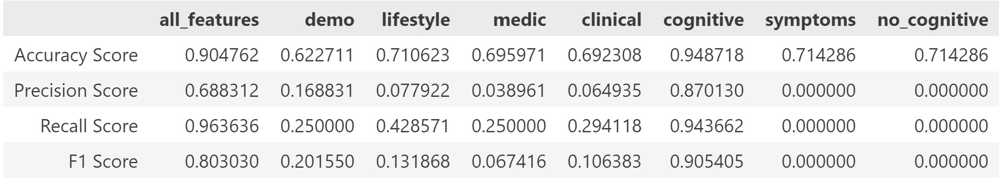 all_features demo lifestyle medic clinical cognitive symptoms no_cognitive
Accuracy Score 0.904762 0.622711 0.710623 0.695971 0.692308 0.948718 0.714286 0.714286
Precision Score 0.688312 0.168831 0.077922 0.038961 0.064935 0.870130 0.000000 0.000000
Recall Score 0.963636 0.250000 0.428571 0.250000 0.294118 0.943662 0.000000 0.000000
F1 Score 0.803030 0.201550 0.131868 0.067416 0.106383 0.905405 0.000000 0.000000